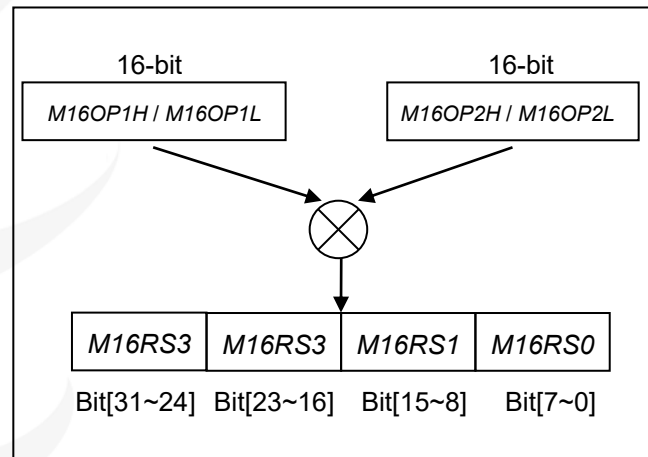 16-bit 16-bit
M16OP1H / M16OP1L M16OP2H / M16OP2L
M16RS3 M16RS3 M16RS1 M16RS0
Bit[31~24] Bit[23~16] Bit[15~8] Bit[7~0]